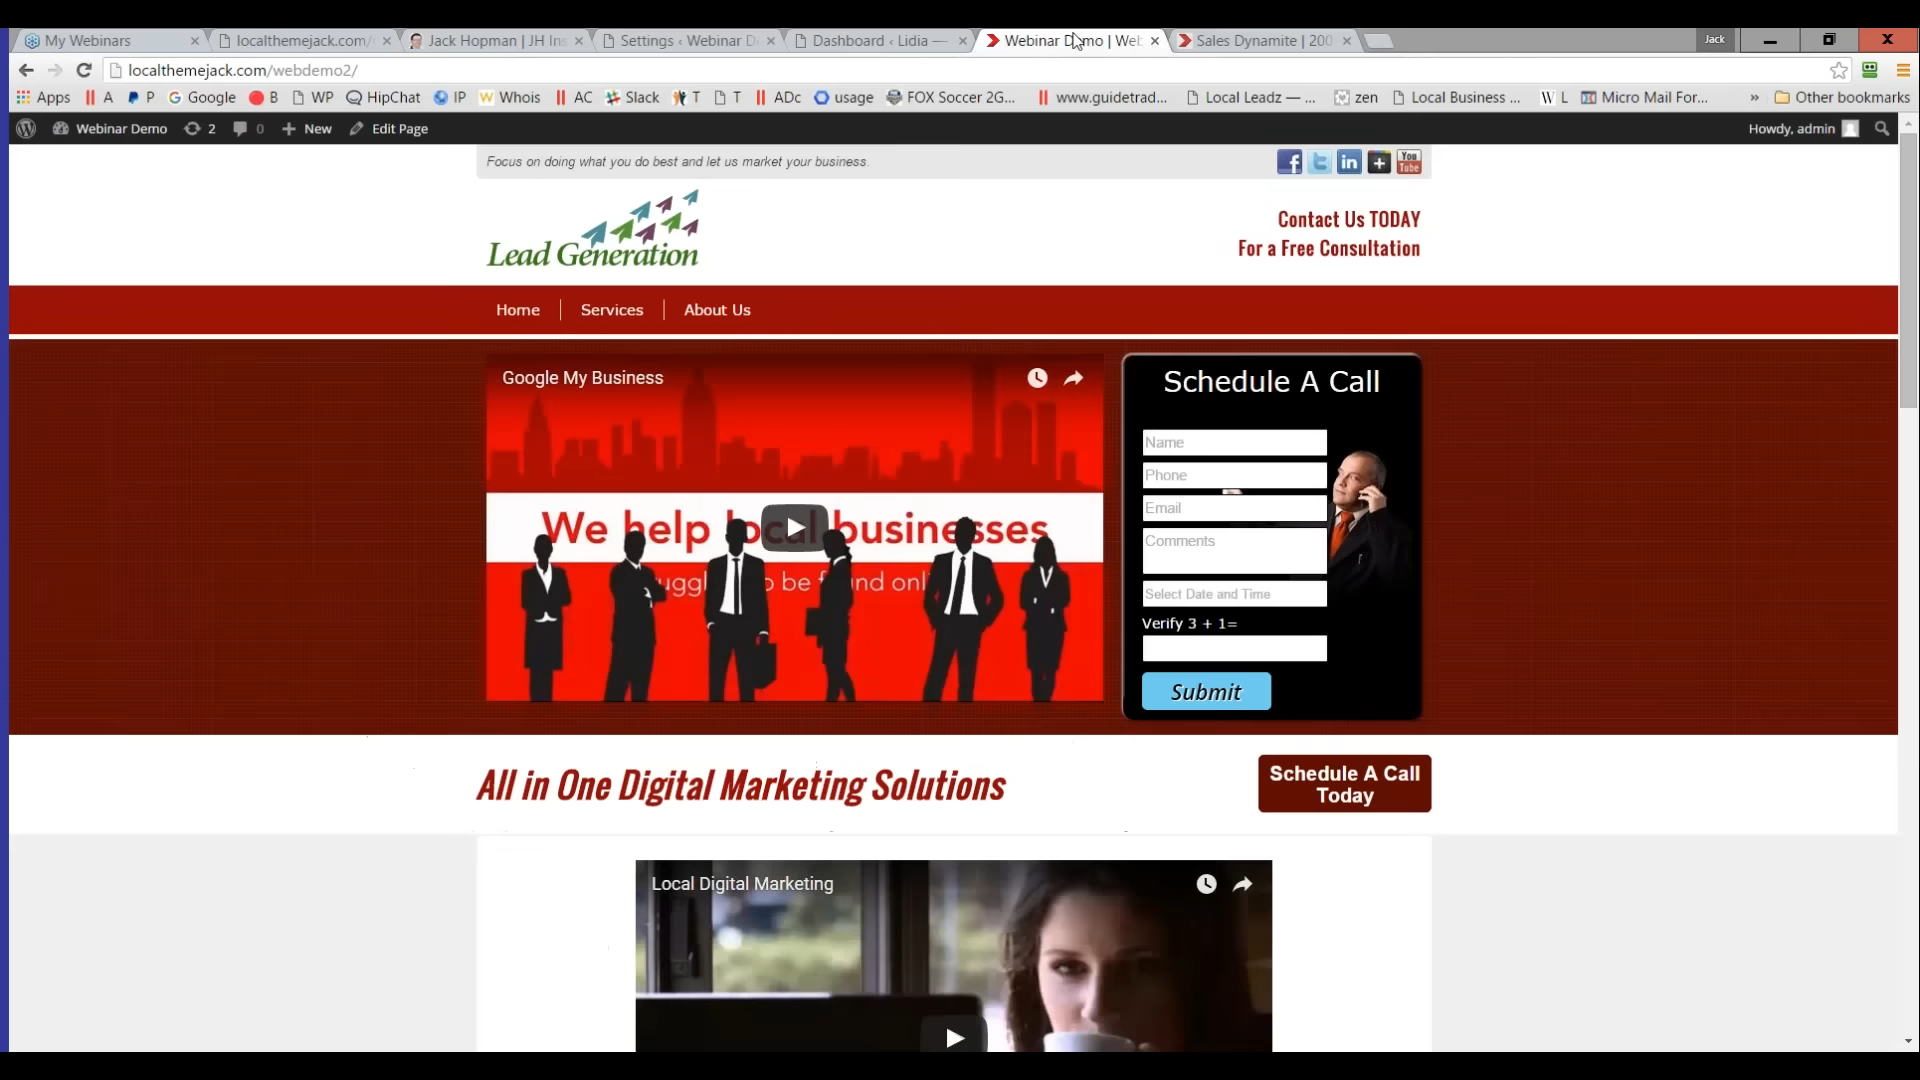 My Webinars
localthemejack.com/
Jack Hopman | JH Ins
Settings ‹ Webinar D
Dashboard ‹ Lidia —
Webinar Demo | Web
Sales Dynamite | 200
Jack
localthemejack.com/webdemo2/
Apps
A
P
Google
B
WP
HipChat
IP
Whois
AC
Slack
T
T
ADc
usage
FOX Soccer 2G...
www.guidetrad...
Local Leadz — ...
zen
Local Business ...
W L
Micro Mail For...
»
Other bookmarks
Webinar Demo
2
0
New
Edit Page
Howdy, admin
Focus on doing what you do best and let us market your business.
You
Tube
Lead Generation
Contact Us TODAY
For a Free Consultation
Home
Services
About Us
Google My Business
We help local businesses
Schedule A Call
Name
Phone
Email
Comments
Select Date and Time
Verify 3 + 1=
Submit
All in One Digital Marketing Solutions
Schedule A Call
Today
Local Digital Marketing